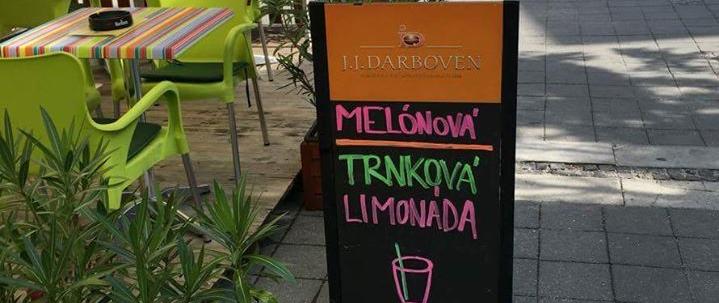 J.J.DARBOVEN
MELÓNOVÁ
TRNKOVÁ
LIMONÁDA